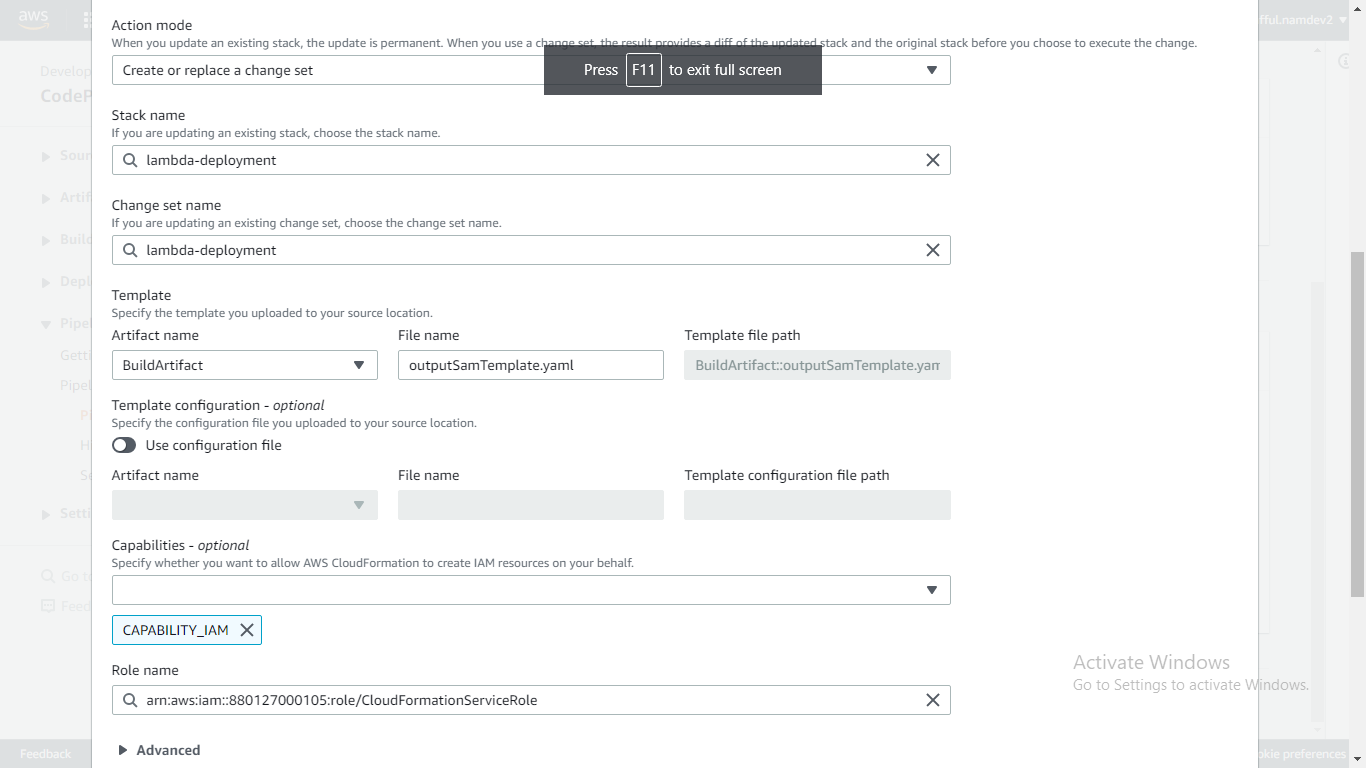 aws
fful.namdev2
Action mode
When you update an existing stack, the update is permanent. When you use a change set, the result provides a diff of the updated stack and the original stack before you choose to execute the change.
Create or replace a change set
Press F11 to exit full screen
Develop
CodeP
Stack name
If you are updating an existing stack, choose the stack name.
lambda-deployment
Sour
Artif
Change set name
If you are updating an existing change set, choose the change set name.
lambda-deployment
Build
Depl
Template
Specify the template you uploaded to your source location.
Pipel
Artifact name File name Template file path
Getti
BuildArtifact outputSamTemplate.yaml BuildArtifact::outputSamTemplate.yam
Pipel
Template configuration - optional
Specify the configuration file you uploaded to your source location.
Use configuration file
Artifact name File name Template configuration file path
Setti
Capabilities - optional
Specify whether you want to allow AWS CloudFormation to create IAM resources on your behalf.
Go to
Feed
CAPABILITY_IAM
Role name
arn:aws:iam::880127000105:role/CloudFormationServiceRole
Activate Windows
Go to Settings to activate Windows.
Advanced
Feedback
okie preferences